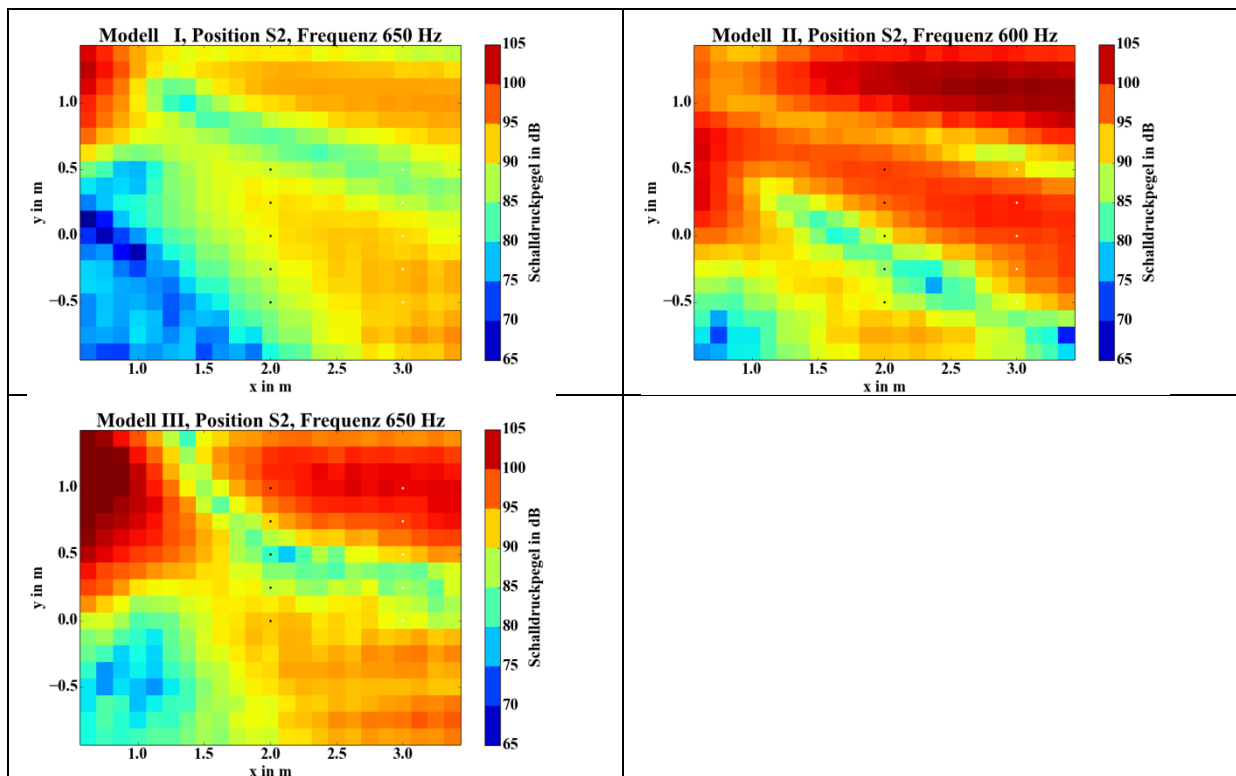 Modell I, Position S2, Frequenz 650 Hz
105
100
95
90
85
80
75
70
65
Schalldruckpegel in dB
1.0
0.5
0.0
−0.5
y in m
1.0 1.5 2.0 2.5 3.0
x in m
Modell II, Position S2, Frequenz 600 Hz
105
100
95
90
85
80
75
70
65
Schalldruckpegel in dB
1.0
0.5
0.0
−0.5
y in m
1.0 1.5 2.0 2.5 3.0
x in m
Modell III, Position S2, Frequenz 650 Hz
105
100
95
90
85
80
75
70
65
Schalldruckpegel in dB
1.0
0.5
0.0
−0.5
y in m
1.0 1.5 2.0 2.5 3.0
x in m